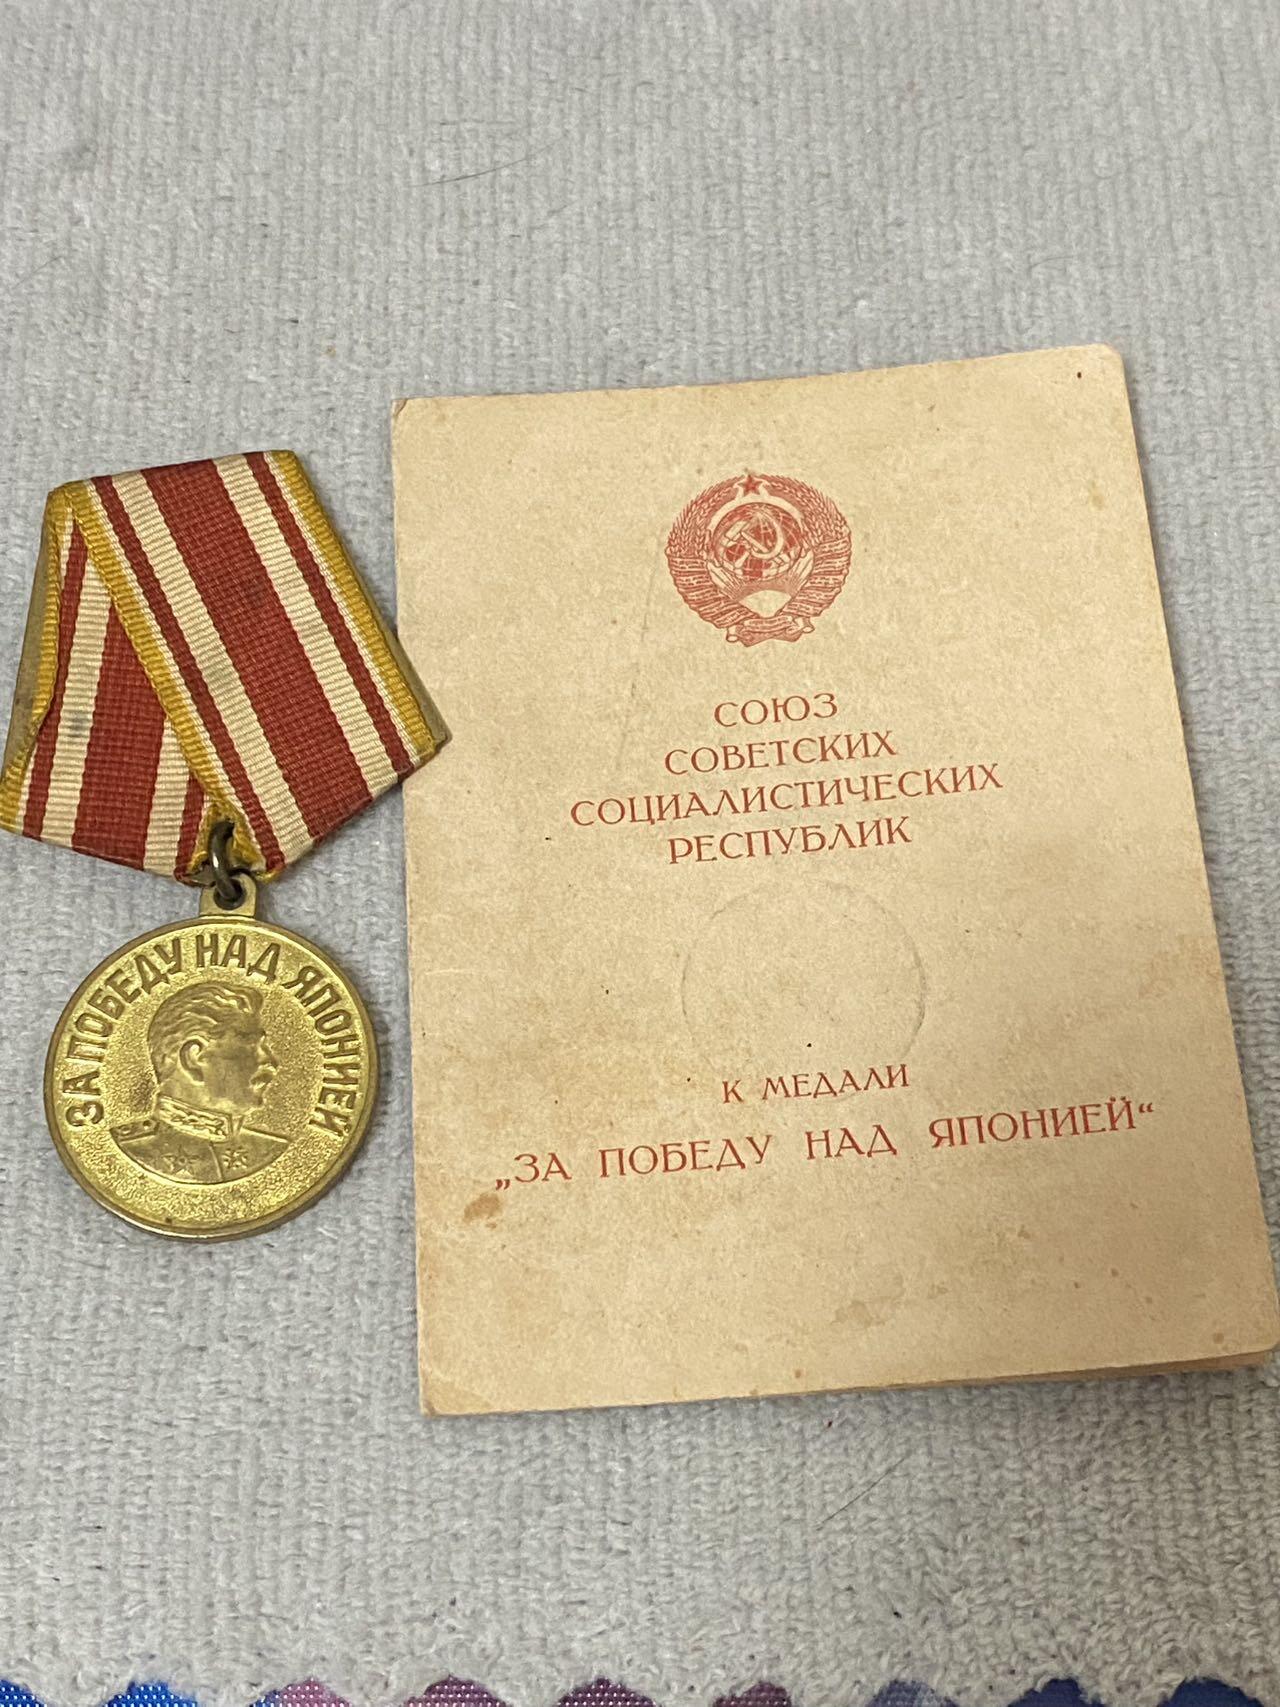 ЗА ПОБЕДУ НАД ЯПОНИЕЙ
СОЮЗ
СОВЕТСКИХ
СОЦИАЛИСТИЧЕСКИХ
РЕСПУБЛИК
К МЕДАЛИ
„ЗА ПОБЕДУ НАД ЯПОНИЕЙ“